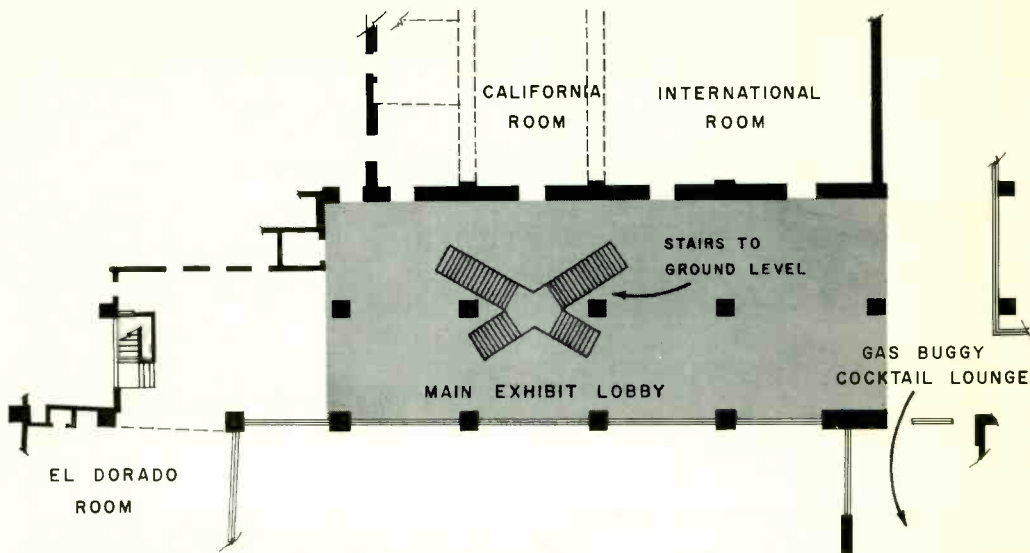 CALIFORNIA
ROOM
INTERNATIONAL
ROOM
STAIRS TO
GROUND LEVEL
MAIN EXHIBIT LOBBY
GAS BUGGY
COCKTAIL LOUNGE
EL DORADO
ROOM